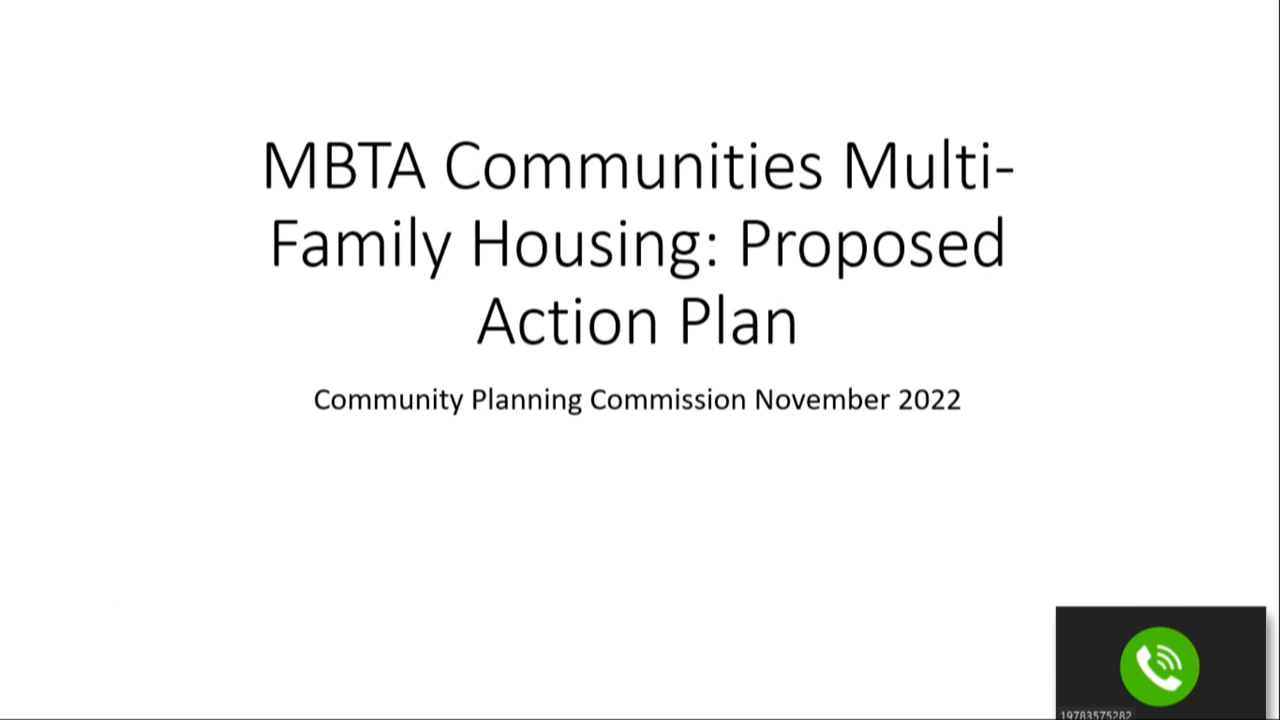 MBTA Communities Multi-
Family Housing: Proposed
Action Plan
Community Planning Commission November 2022
19783575282